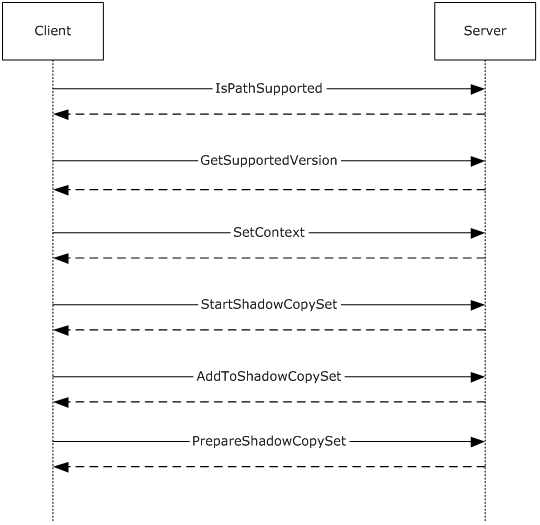 Client
Server
IsPathSupported
GetSupportedVersion
SetContext
StartShadowCopySet
AddToShadowCopySet
PrepareShadowCopySet